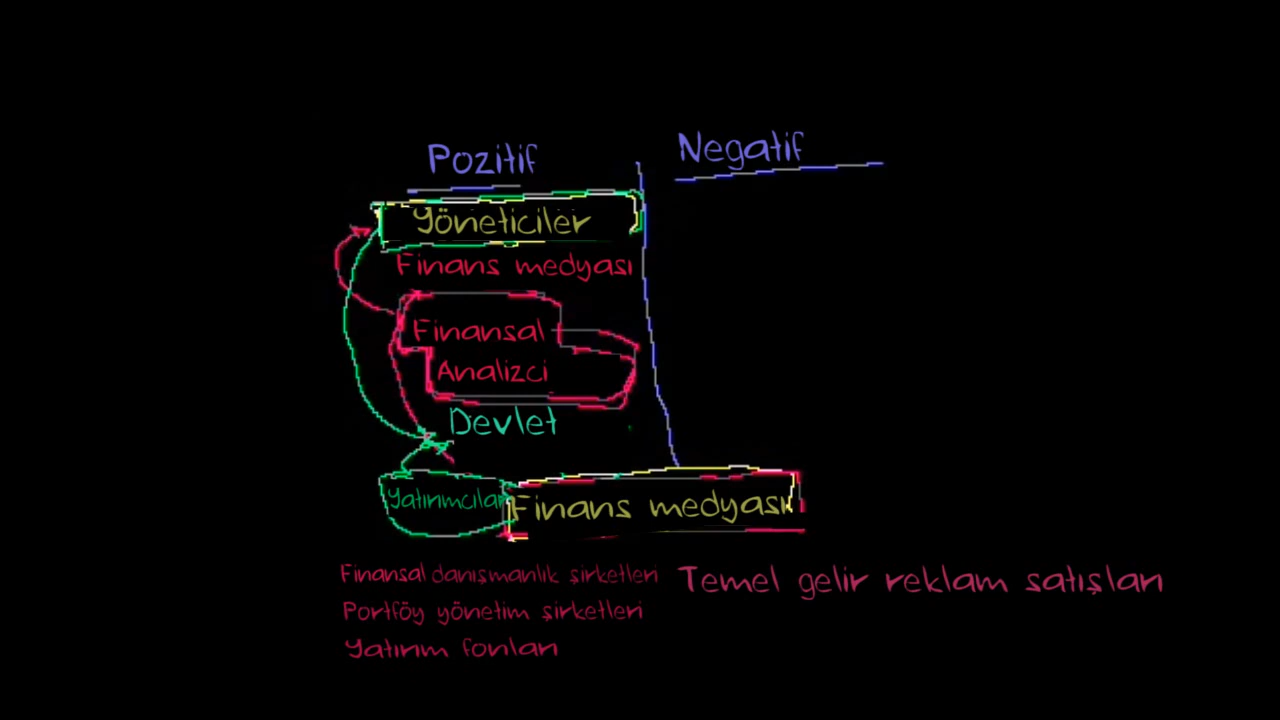 Pozitif
Negatif
Yöneticiler
Finans medyası
Finansal
Analizci
Devlet
Yatırımcılar
Finans medyası
Finansal danışmanlık şirketleri
Temel gelir reklam satışları
Portföy yönetim şirketleri
Yatırım fonları